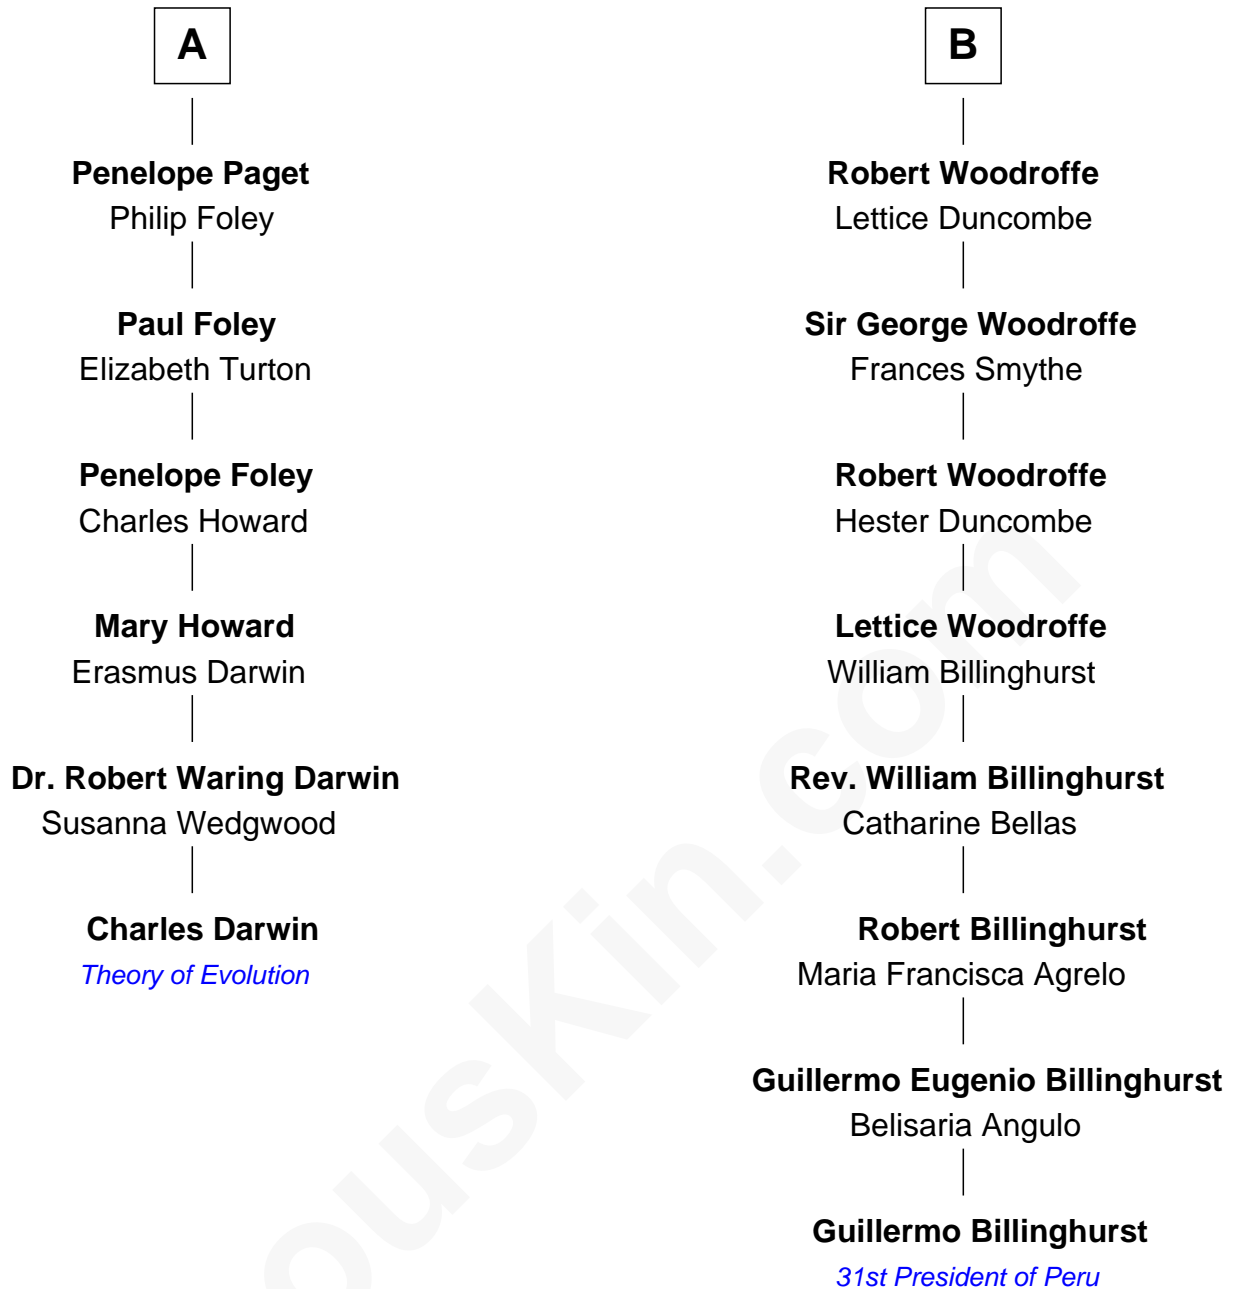 A
Penelope Paget
Philip Foley
Paul Foley
Elizabeth Turton
Penelope Foley
Charles Howard
Mary Howard
Erasmus Darwin
Dr. Robert Waring Darwin
Susanna Wedgwood
Charles Darwin
Theory of Evolution
B
Robert Woodroffe
Lettice Duncombe
Sir George Woodroffe
Frances Smythe
Robert Woodroffe
Hester Duncombe
Lettice Woodroffe
William Billinghurst
Rev. William Billinghurst
Catharine Bellas
Robert Billinghurst
Maria Francisca Agrelo
Guillermo Eugenio Billinghurst
Belisaria Angulo
Guillermo Billinghurst
31st President of Peru
ousKin.com